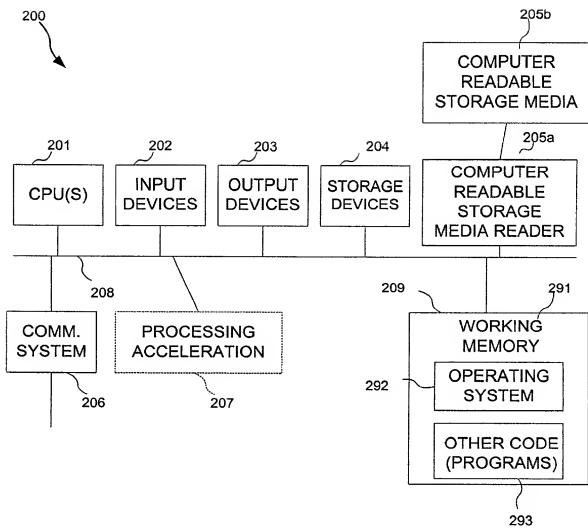 200
205b
COMPUTER
READABLE
STORAGE MEDIA
201
202
203
204
205a
CPU(S)
INPUT
DEVICES
OUTPUT
DEVICES
STORAGE
DEVICES
COMPUTER
READABLE
STORAGE
MEDIA READER
208
209
291
COMM.
SYSTEM
206
PROCESSING
ACCELERATION
207
WORKING
MEMORY
292
OPERATING
SYSTEM
OTHER CODE
(PROGRAMS)
293